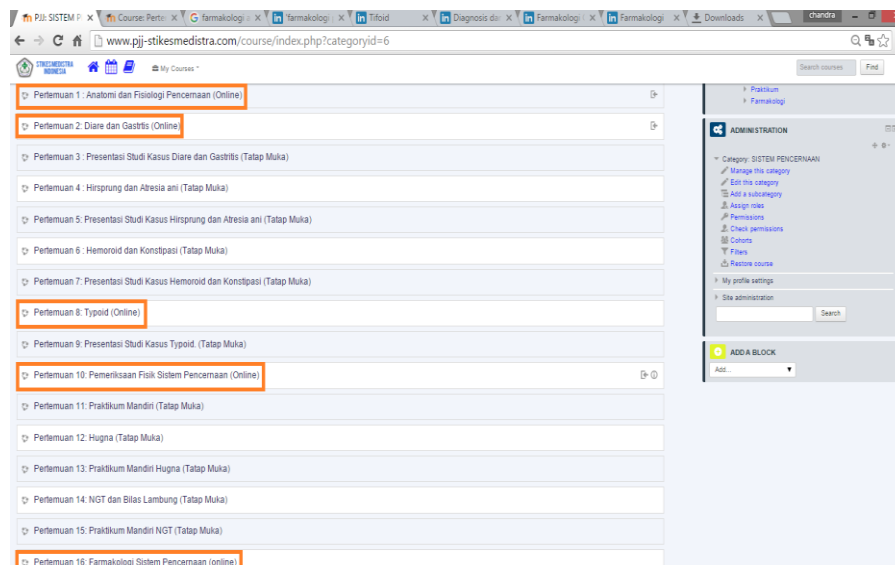 PJJ: SISTEM P
Course: Perte
farmakologi a
'farmakologi
Tifoid
Diagnosis da
Farmakologi
Farmakologi
Downloads
chandra
www.pjj-stikesmedistra.com/course/index.php?categoryid=6
STIKES MEDISTRA
INDONESIA
My Courses
Search courses
Find
Pertemuan 1 : Anatomi dan Fisiologi Pencernaan (Online)
Pertemuan 2: Diare dan Gastrtis (Online)
Pertemuan 3 : Presentasi Studi Kasus Diare dan Gastritis (Tatap Muka)
Pertemuan 4 : Hirsprung dan Atresia ani (Tatap Muka)
Pertemuan 5: Presentasi Studi Kasus Hirsprung dan Atresia ani (Tatap Muka)
Pertemuan 6 : Hemoroid dan Konstipasi (Tatap Muka)
Pertemuan 7: Presentasi Studi Kasus Hemoroid dan Konstipasi (Tatap Muka)
Pertemuan 8: Typoid (Online)
Pertemuan 9: Presentasi Studi Kasus Typoid. (Tatap Muka)
Pertemuan 10: Pemeriksaan Fisik Sistem Pencernaan (Online)
Pertemuan 11: Praktikum Mandiri (Tatap Muka)
Pertemuan 12: Hugna (Tatap Muka)
Pertemuan 13: Praktikum Mandiri Hugna (Tatap Muka)
Pertemuan 14: NGT dan Bilas Lambung (Tatap Muka)
Pertemuan 15: Praktikum Mandiri NGT (Tatap Muka)
Pertemuan 16: Farmakologi Sistem Pencernaan (online)
Praktikum
Farmakologi
ADMINISTRATION
Category: SISTEM PENCERNAAN
Manage this category
Edit this category
Add a subcategory
Assign roles
Permissions
Check permissions
Cohorts
Filters
Restore course
My profile settings
Site administration
Search
ADD A BLOCK
Add...